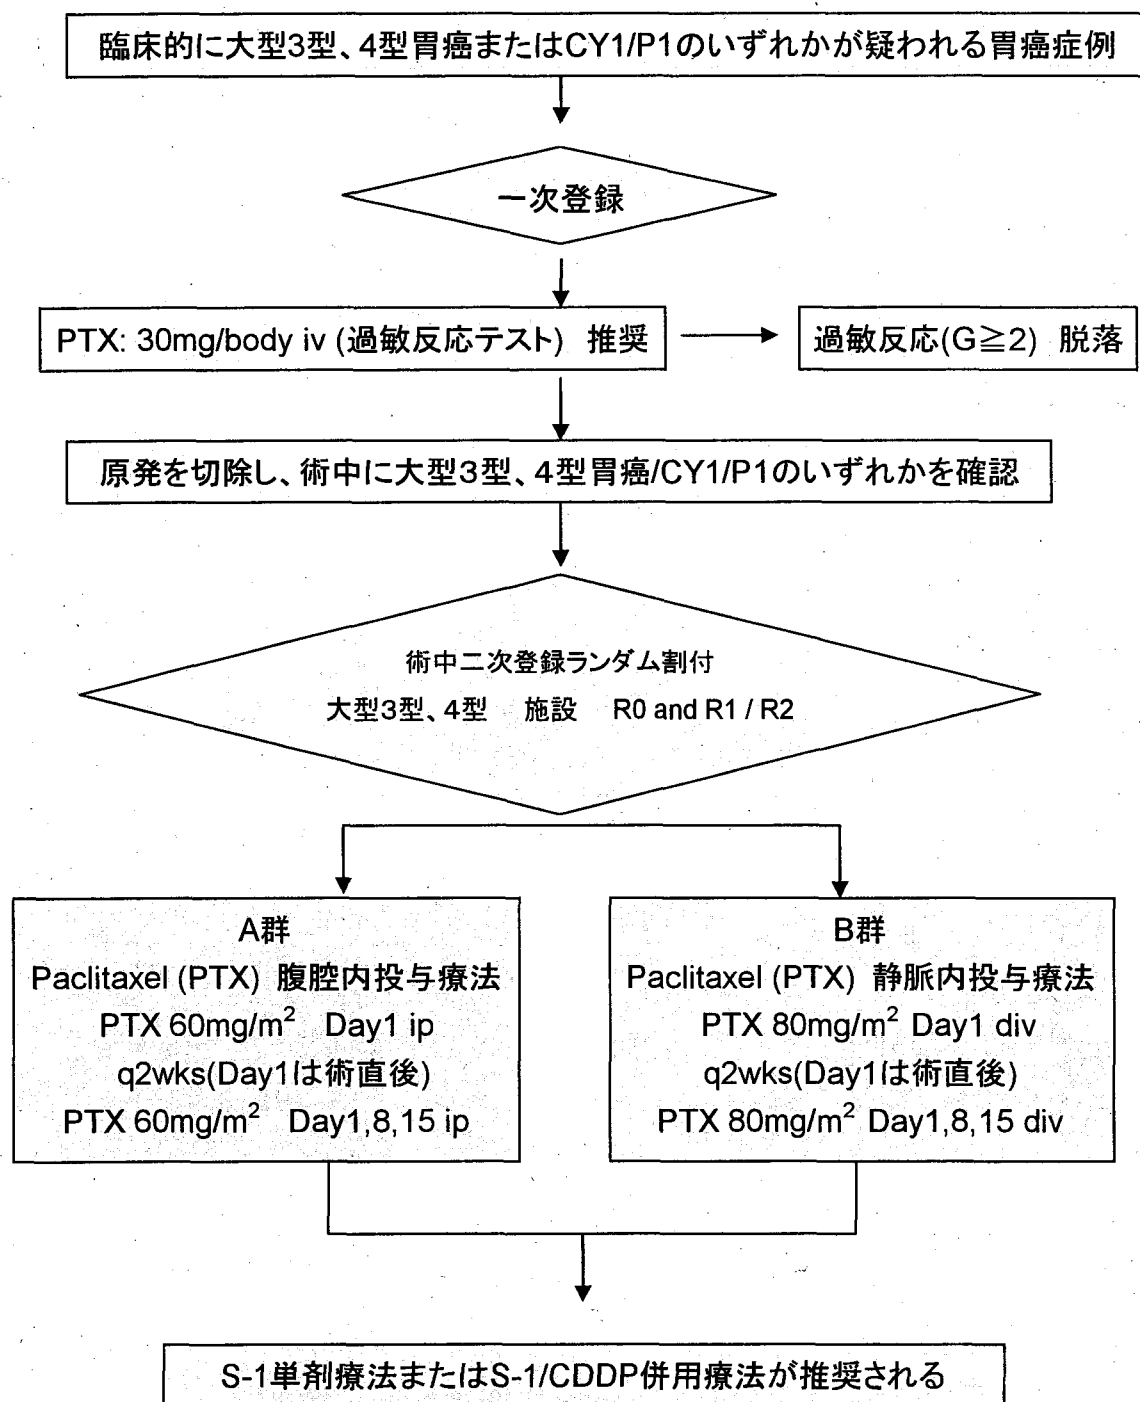 臨床的に大型3型、4型胃癌またはCY1/P1のいずれかが疑われる胃癌症例
一次登録
PTX: 30mg/body iv (過敏反応テスト) 推奨
過敏反応(G≧2) 脱落
原発を切除し、術中に大型3型、4型胃癌/CY1/P1のいずれかを確認
術中二次登録ランダム割付
大型3型、4型 施設 R0 and R1 / R2
A群
Paclitaxel (PTX) 腹腔内投与療法
PTX 60mg/m² Day1 ip
q2wks(Day1は術直後)
PTX 60mg/m² Day1,8,15 ip
B群
Paclitaxel (PTX) 静脈内投与療法
PTX 80mg/m² Day1 div
q2wks(Day1は術直後)
PTX 80mg/m² Day1,8,15 div
S-1単剤療法またはS-1/CDDP併用療法が推奨される